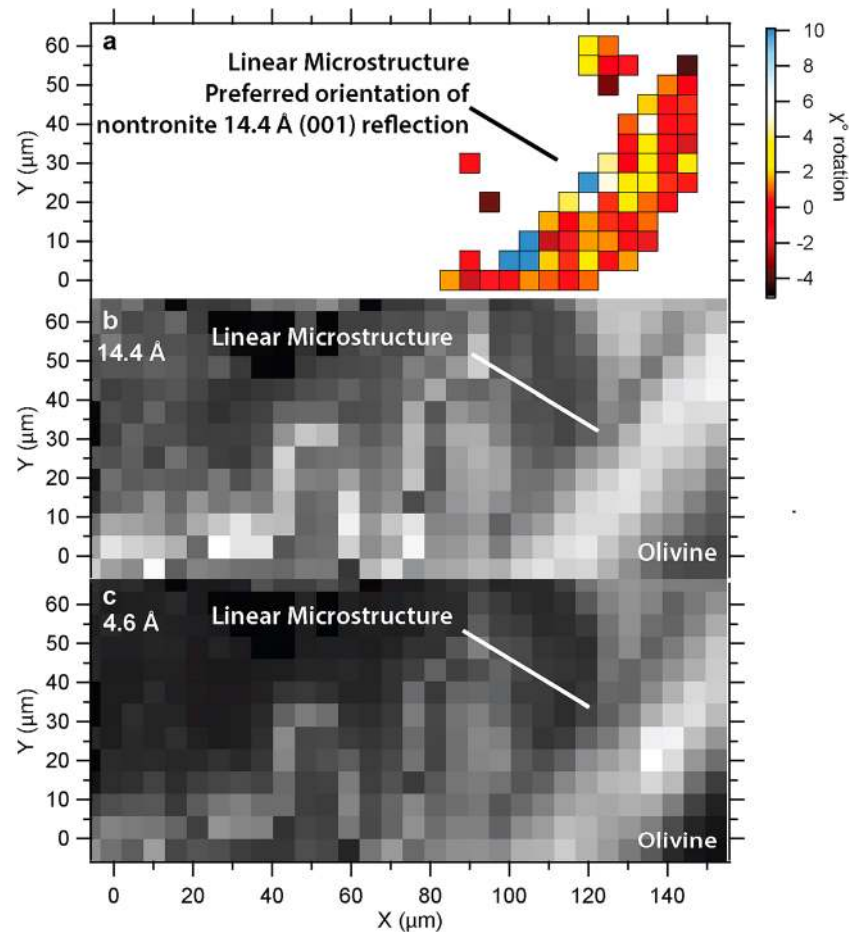 a
Linear Microstructure
Preferred orientation of
nontronite 14.4 Å (001) reflection
60
50
40
30
20
10
0
Y (µm)
10
8
6
4
2
0
-2
-4
χ° rotation
b
14.4 Å
Linear Microstructure
Olivine
60
50
40
30
20
10
0
Y (µm)
c
4.6 Å
Linear Microstructure
Olivine
60
50
40
30
20
10
0
Y (µm)
0 20 40 60 80 100 120 140
X (µm)